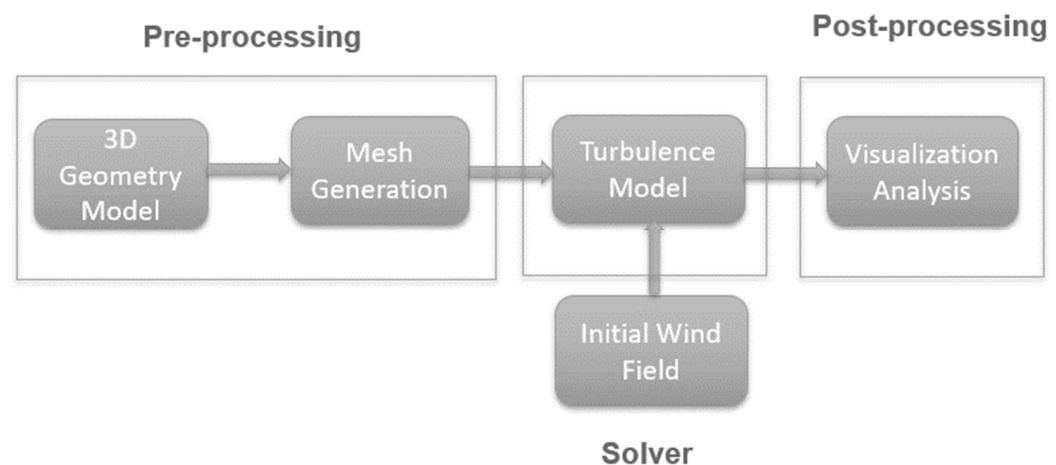 Pre-processing
Post-processing
3D
Geometry
Model
Mesh
Generation
Turbulence
Model
Visualization
Analysis
Initial Wind
Field
Solver